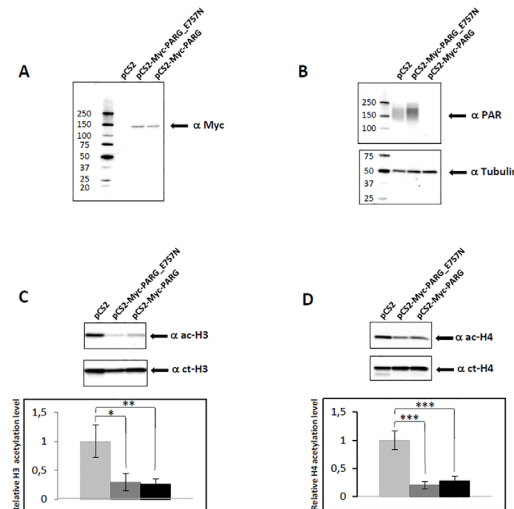 A
pCS2
pCS2-Myc-PARG_E757N
pCS2-Myc-PARG
250
150
100
75
50
37
25
20
α Myc
B
pCS2
pCS2-Myc-PARG_E757N
pCS2-Myc-PARG
250
150
100
α PAR
75
50
37
25
α Tubulin
C
pCS2
pCS2-Myc-PARG_E757N
pCS2-Myc-PARG
α ac-H3
α ct-H3
Relative H3 acetylation level
1,5
1
0,5
0
**
*
D
pCS2
pCS2-Myc-PARG_E757N
pCS2-Myc-PARG
α ac-H4
α ct-H4
Relative H4 acetylation level
1,5
1
0,5
0
***
***